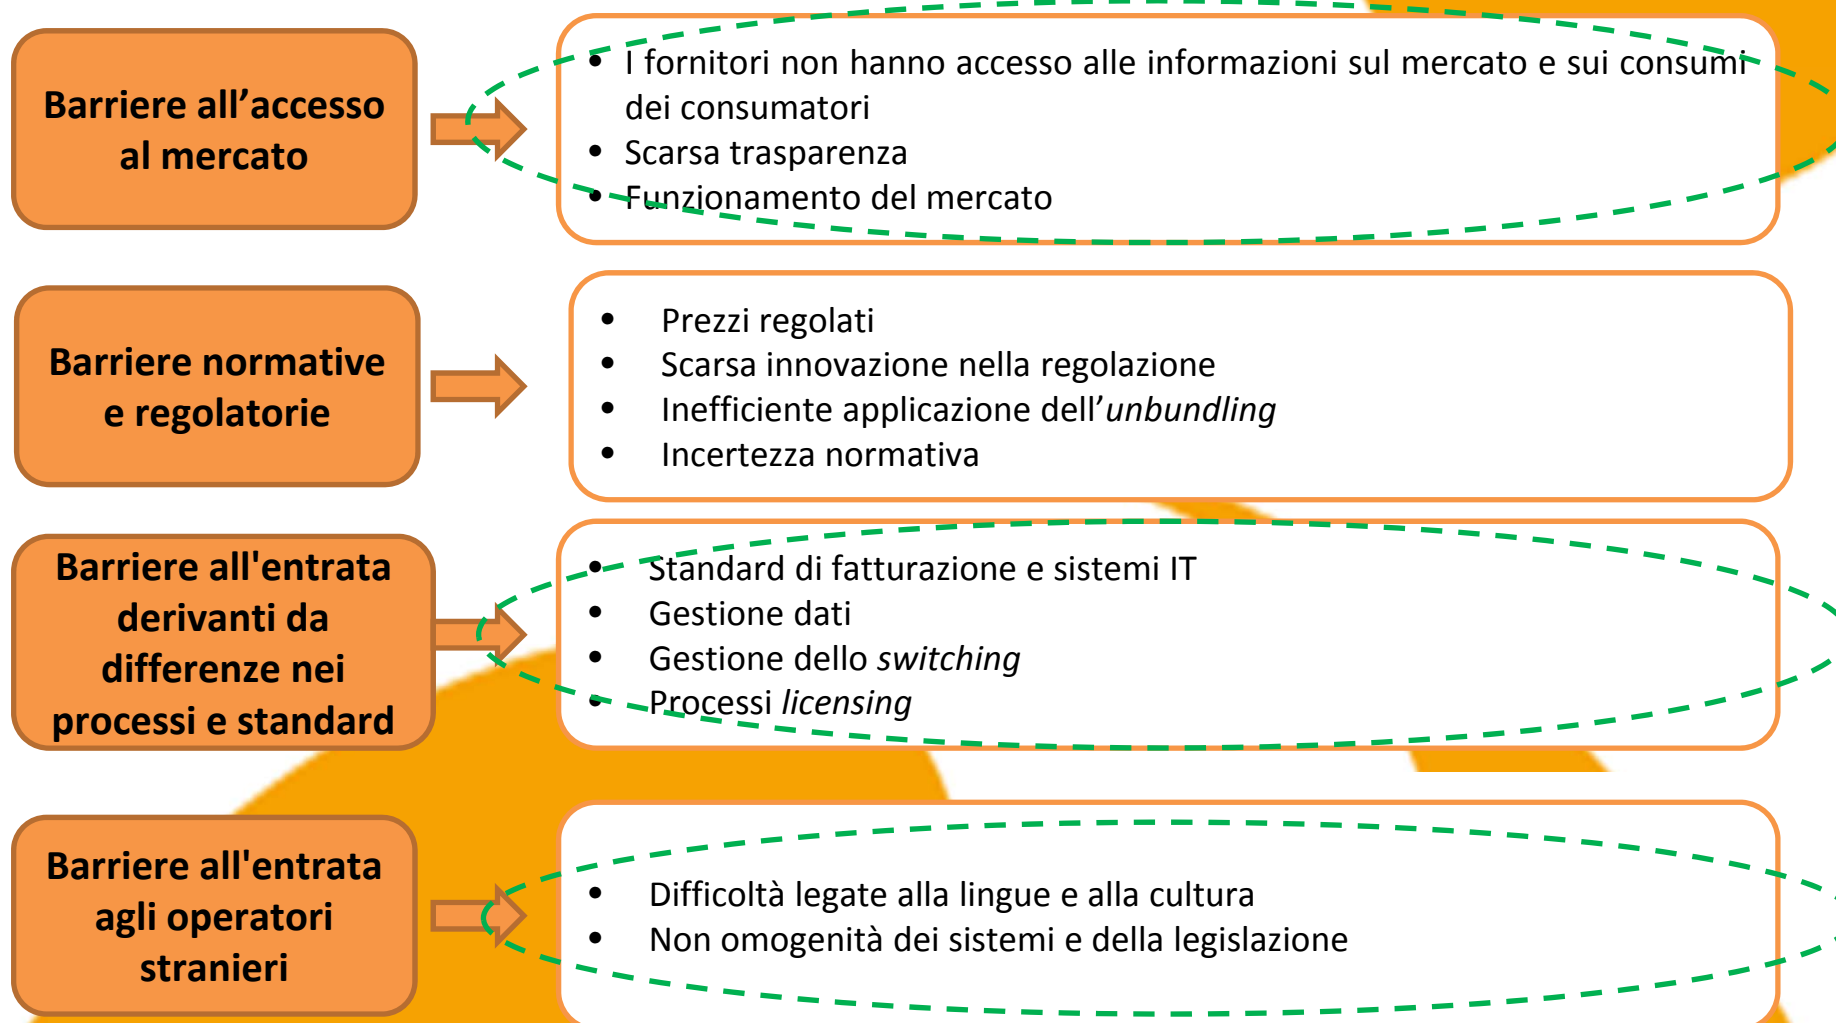 Barriere all’accesso
al mercato
• I fornitori non hanno accesso alle informazioni sul mercato e sui consumi
dei consumatori
• Scarsa trasparenza
• Funzionamento del mercato
Barriere normative
e regolatorie
• Prezzi regolati
• Scarsa innovazione nella regolazione
• Inefficiente applicazione dell’unbundling
• Incertezza normativa
Barriere all'entrata
derivanti da
differenze nei
processi e standard
• Standard di fatturazione e sistemi IT
• Gestione dati
• Gestione dello switching
• Processi licensing
Barriere all'entrata
agli operatori
stranieri
• Difficoltà legate alla lingue e alla cultura
• Non omogenità dei sistemi e della legislazione